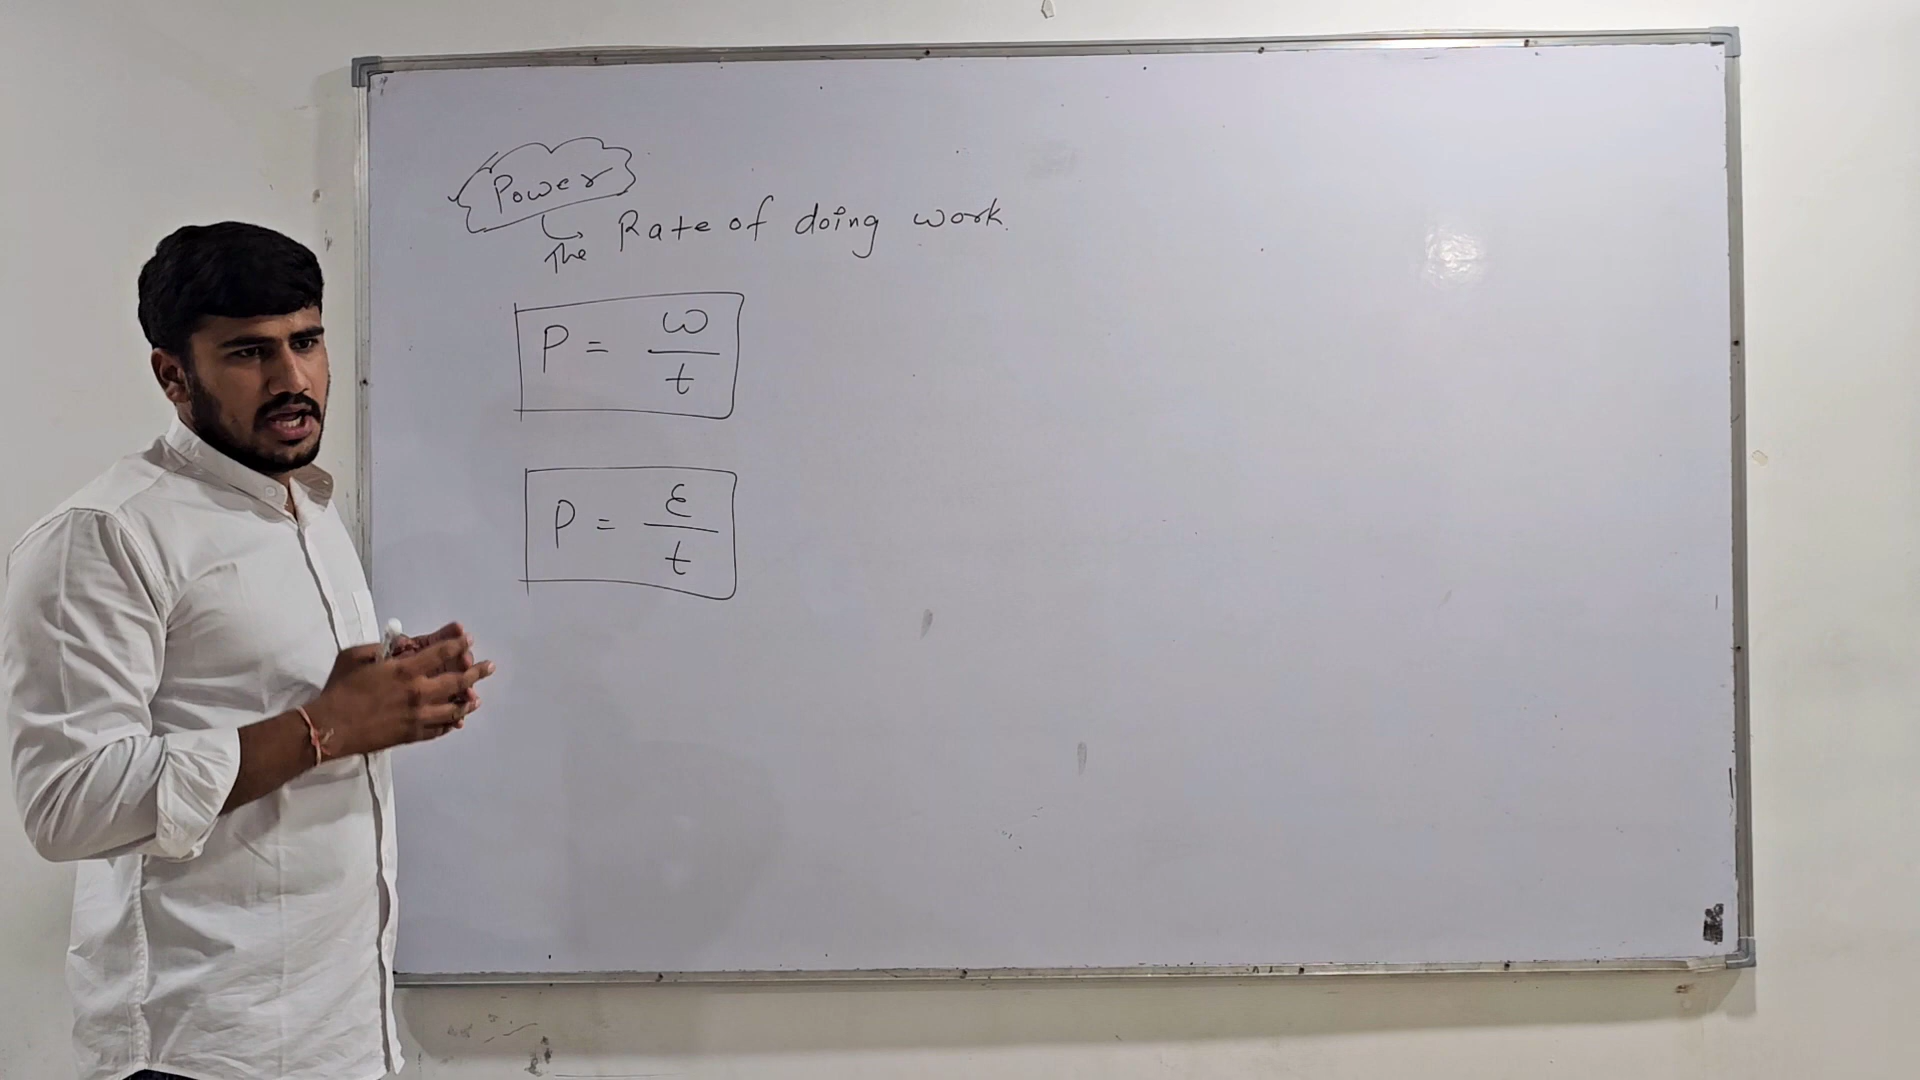 Power
The Rate of doing work.
P = W/t
P = E/t